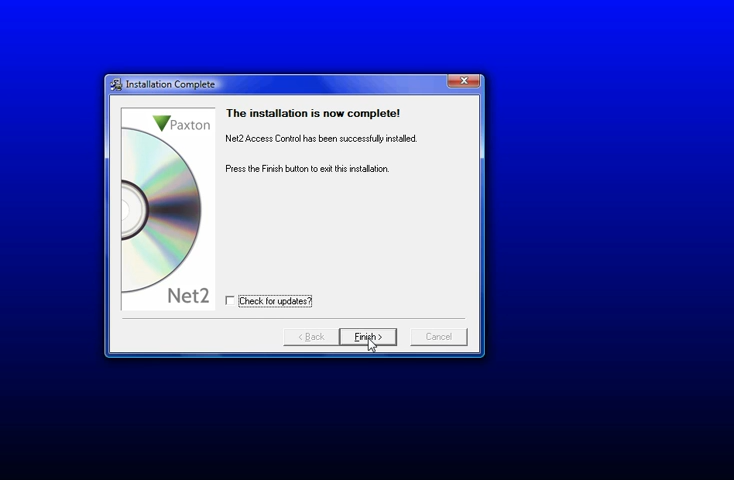 Installation Complete
Paxton
The installation is now complete!
Net2 Access Control has been successfully installed.
Press the Finish button to exit this installation.
Net2
Check for updates?
< Back
Finish >
Cancel